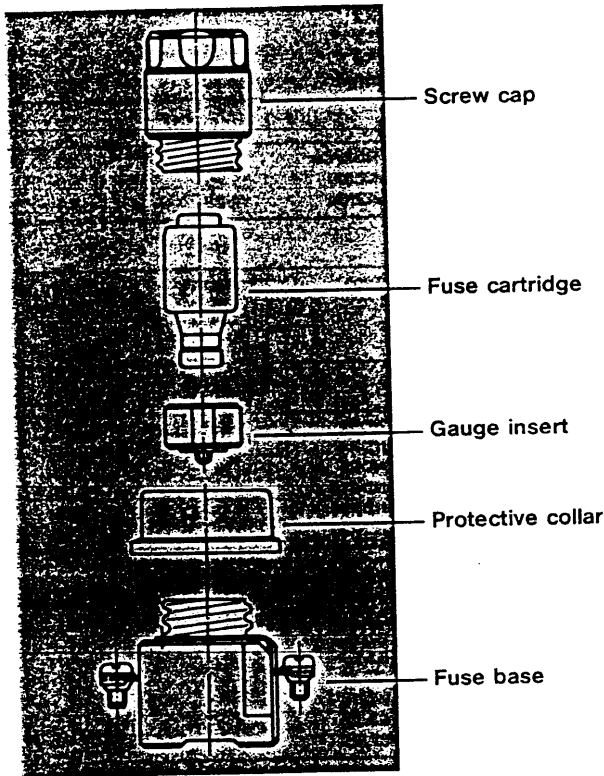 Screw cap
Fuse cartridge
Gauge insert
Protective collar
Fuse base